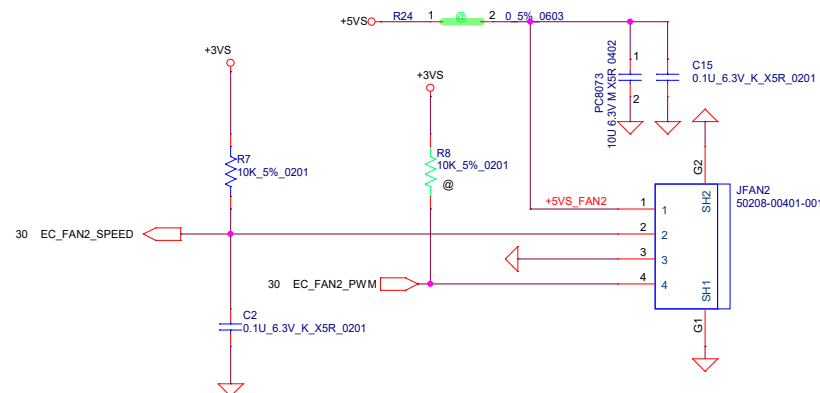 +5VS
R24
1
@
2
0_5%_0603
+3VS
+3VS
PC8073
10U 6.3V M X5R 0402
1
2
C15
0.1U_6.3V_K_X5R_0201
R7
10K_5%_0201
R8
10K_5%_0201
@
G2
JFAN2
50208-00401-001
+5VS_FAN2
1
1
SH2
30 EC_FAN2_SPEED
2
2
3
3
30 EC_FAN2_PWM
4
4
SH1
G1
C2
0.1U_6.3V_K_X5R_0201